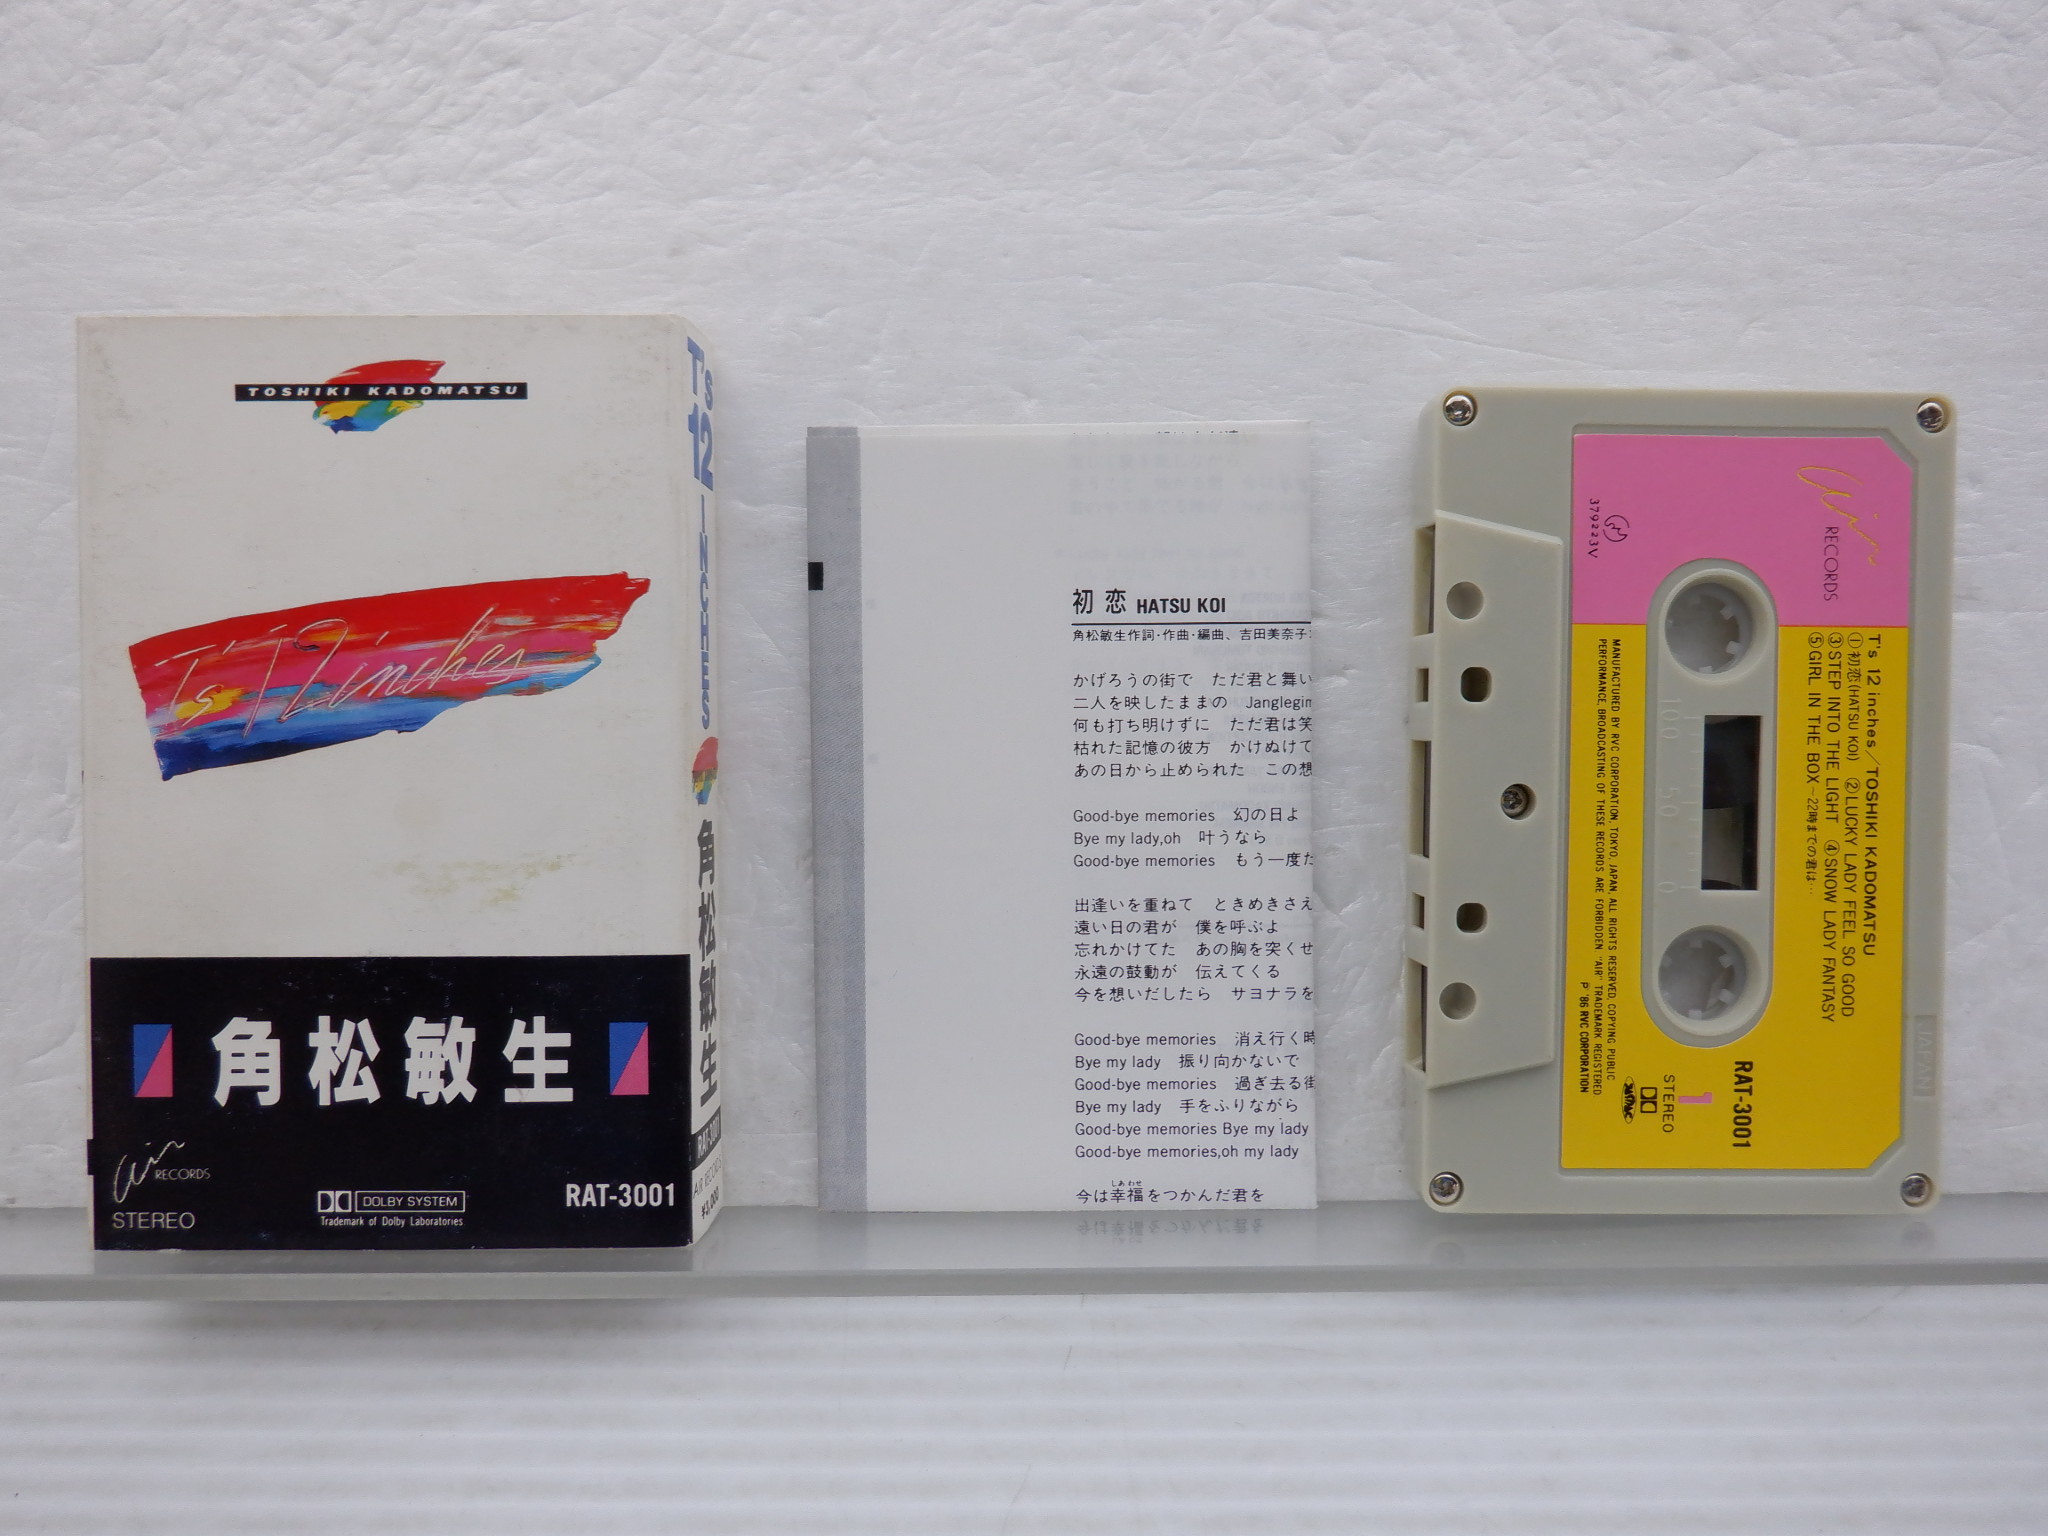 TOSHIKI KADOMATSU
T's 12 inches
角松敏生
air RECORDS
STEREO
DOLBY SYSTEM
Trademark of Dolby Laboratories
RAT-3001
T's 12-INCHES
角松敏生
RAT-3001
AIR RECORDS
¥3,000
初恋 HATSU KOI
角松敏生作詞・作曲・編曲、吉田美奈子
かげろうの街で ただ君と舞い
二人を映したままの Janglegim
何も打ち明けずに ただ君は笑
枯れた記憶の彼方 かけぬけて
あの日から止められた この想
Good-bye memories 幻の日よ
Bye my lady,oh 叶うなら
Good-bye memories もう一度だ
出逢いを重ねて ときめきさえ
遠い日の君が 僕を呼ぶよ
忘れかけてた あの胸を突くせ
永遠の鼓動が 伝えてくる
今を想いだしたら サヨナラを
Good-bye memories 消え行く時
Bye my lady 振り向かないで
Good-bye memories 過ぎ去る街
Bye my lady 手をふりながら
Good-bye memories Bye my lady
Good-bye memories,oh my lady
今は幸福をつかんだ君を
しあわせ
air RECORDS
379223V
T's 12 inches／TOSHIKI KADOMATSU
①初恋(HATSU KOI) ②LUCKY LADY FEEL SO GOOD
③STEP INTO THE LIGHT ④SNOW LADY FANTASY
⑤GIRL IN THE BOX～22時までの君は…
100 50 0
MANUFACTURED BY RVC CORPORATION, TOKYO, JAPAN, ALL RIGHTS RESERVED, COPYING PUBLIC
PERFORMANCE, BROADCASTING OF THESE RECORDS ARE FORBIDDEN "AIR" TRADEMARK REGISTERED
P '86 RVC CORPORATION
RAT-3001
1
STEREO
JAPAN